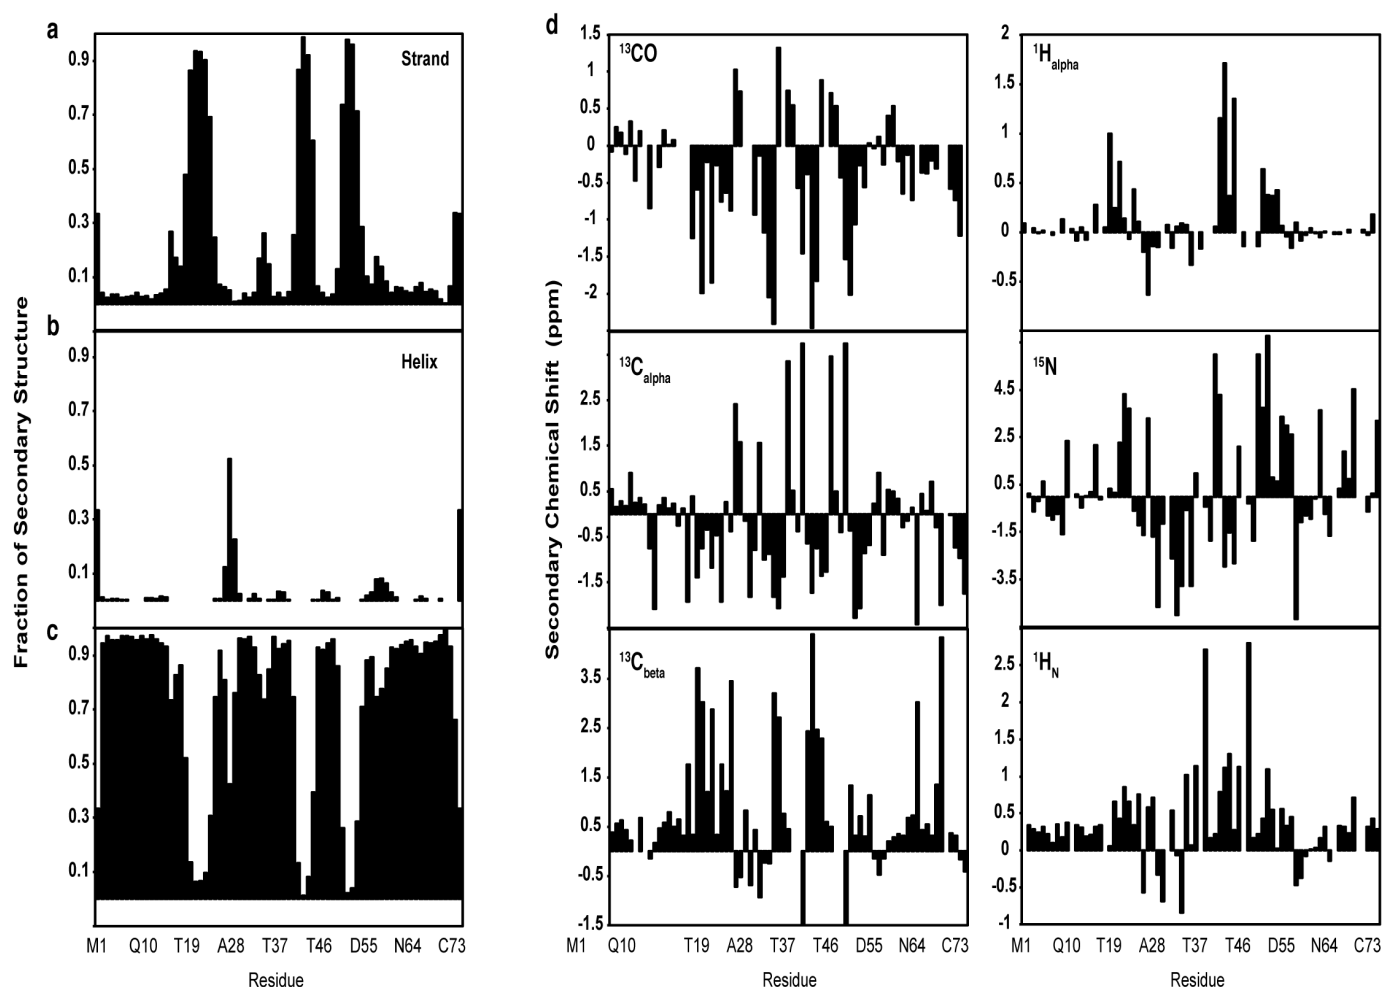 a
Strand
0.9
0.7
0.5
0.3
0.1
b
Helix
0.9
0.7
0.5
0.3
0.1
c
0.9
0.7
0.5
0.3
0.1
Fraction of Secondary Structure
M1 Q10 T19 A28 T37 T46 D55 N64 C73
Residue
d
Secondary Chemical Shift (ppm)
13CO
1.5
1
0.5
0
-0.5
-1
-1.5
-2
1Halpha
2
1.5
1
0.5
0
-0.5
13Calpha
2.5
1.5
0.5
-0.5
-1.5
15N
4.5
2.5
0.5
-1.5
-3.5
13Cbeta
3.5
2.5
1.5
0.5
-0.5
-1.5
1HN
2.5
2
1.5
1
0.5
0
-0.5
-1
M1 Q10 T19 A28 T37 T46 D55 N64 C73
Residue
M1 Q10 T19 A28 T37 T46 D55 N64 C73
Residue